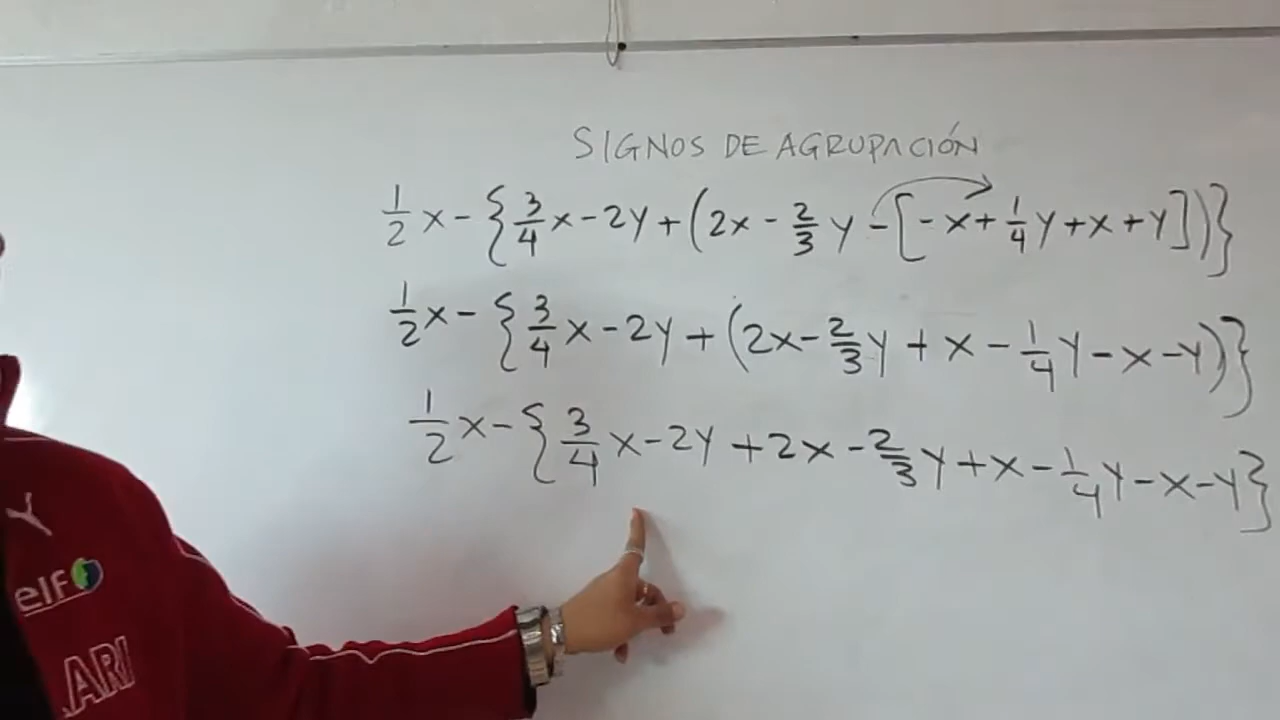 SIGNOS DE AGRUPACIÓN
1/2 x - {3/4 x - 2y + (2x - 2/3 y - [-x + 1/4 y + x + y])}
1/2 x - {3/4 x - 2y + (2x - 2/3 y + x - 1/4 y - x - y)}
1/2 x - {3/4 x - 2y + 2x - 2/3 y + x - 1/4 y - x - y}
elf
ARI